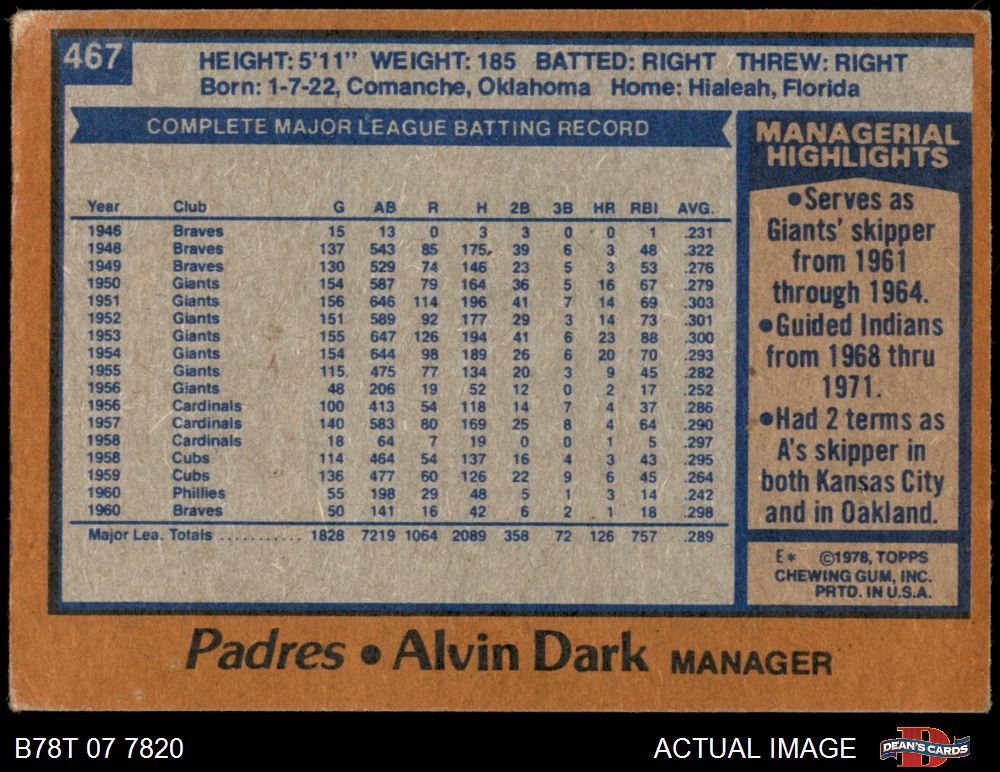 467
HEIGHT: 5'11" WEIGHT: 185 BATTED: RIGHT THREW: RIGHT
Born: 1-7-22, Comanche, Oklahoma Home: Hialeah, Florida
COMPLETE MAJOR LEAGUE BATTING RECORD
Year Club G AB R H 2B 3B HR RBI AVG.
1946 Braves 15 13 0 3 3 0 0 1 .231
1948 Braves 137 543 85 175 39 6 3 48 .322
1949 Braves 130 529 74 146 23 5 3 53 .276
1950 Giants 154 587 79 164 36 5 16 67 .279
1951 Giants 156 646 114 196 41 7 14 69 .303
1952 Giants 151 589 92 177 29 3 14 73 .301
1953 Giants 155 647 126 194 41 6 23 88 .300
1954 Giants 154 644 98 189 26 6 20 70 .293
1955 Giants 115 475 77 134 20 3 9 45 .282
1956 Giants 48 206 19 52 12 0 2 17 .252
1956 Cardinals 100 413 54 118 14 7 4 37 .286
1957 Cardinals 140 583 80 169 25 8 4 64 .290
1958 Cardinals 18 64 7 19 0 0 1 5 .297
1958 Cubs 114 464 54 137 16 4 3 43 .295
1959 Cubs 136 477 60 126 22 9 6 45 .264
1960 Phillies 55 198 29 48 5 1 3 14 .242
1960 Braves 50 141 16 42 6 2 1 18 .298
Major Lea. Totals ........... 1828 7219 1064 2089 358 72 126 757 .289
MANAGERIAL
HIGHLIGHTS
•Serves as
Giants' skipper
from 1961
through 1964.
•Guided Indians
from 1968 thru
1971.
•Had 2 terms as
A's skipper in
both Kansas City
and in Oakland.
E* ©1978, TOPPS
CHEWING GUM, INC.
PRTD. IN U.S.A.
Padres • Alvin Dark MANAGER
B78T 07 7820
ACTUAL IMAGE
DEAN'S CARDS